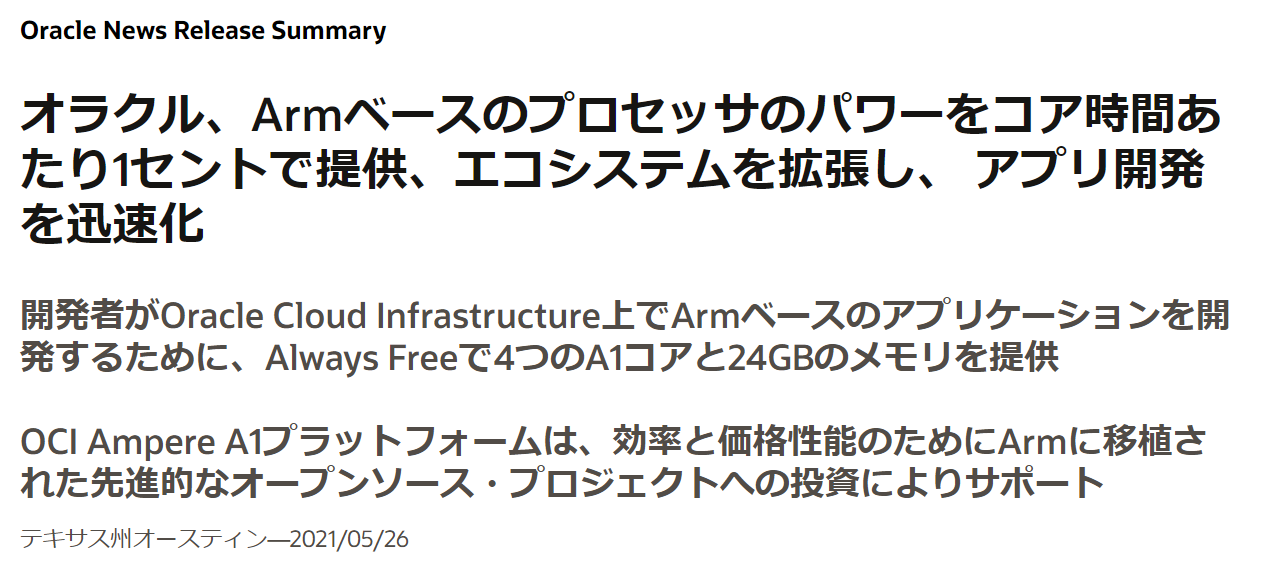 Oracle News Release Summary
オラクル、Armベースのプロセッサのパワーをコア時間あ
たり1セントで提供、エコシステムを拡張し、 アプリ開発
を迅速化
開発者がOracle Cloud Infrastructure上でArmベースのアプリケーションを開
発するために、Always Freeで4つのA1コアと24GBのメモリを提供
OCI Ampere A1プラットフォームは、効率と価格性能のためにArmに移植さ
れた先進的なオープンソース・プロジェクトへの投資によりサポート
テキサス州オースティン—2021/05/26